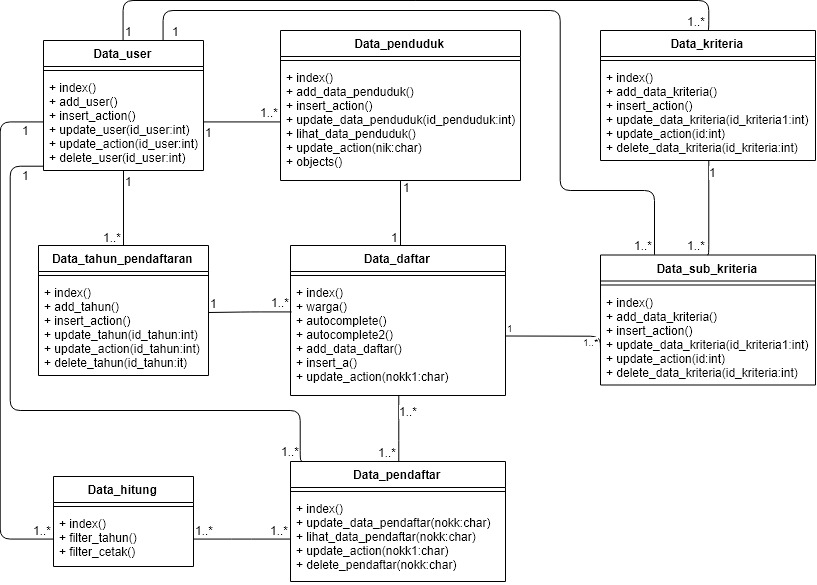 1
1
1..*
Data_user
+ index()
+ add_user()
+ insert_action()
+ update_user(id_user:int)
+ update_action(id_user:int)
+ delete_user(id_user:int)
1
1..*
Data_penduduk
+ index()
+ add_data_penduduk()
+ insert_action()
+ update_data_penduduk(id_penduduk:int)
+ lihat_data_penduduk()
+ update_action(nik:char)
+ objects()
Data_kriteria
+ index()
+ add_data_kriteria()
+ insert_action()
+ update_data_kriteria(id_kriteria1:int)
+ update_action(id:int)
+ delete_data_kriteria(id_kriteria:int)
1
1
1
1..*
1
1
1
1..*
1..*
Data_tahun_pendaftaran
+ index()
+ add_tahun()
+ insert_action()
+ update_tahun(id_tahun:int)
+ update_action(id_tahun:int)
+ delete_tahun(id_tahun:it)
1
1..*
Data_daftar
+ index()
+ warga()
+ autocomplete()
+ autocomplete2()
+ add_data_daftar()
+ insert_a()
+ update_action(nokk1:char)
1
1..*
Data_sub_kriteria
+ index()
+ add_data_kriteria()
+ insert_action()
+ update_data_kriteria(id_kriteria1:int)
+ update_action(id:int)
+ delete_data_kriteria(id_kriteria:int)
1..*
1..*
1..*
Data_hitung
+ index()
+ filter_tahun()
+ filter_cetak()
1..*
1..*
1..*
Data_pendaftar
+ index()
+ update_data_pendaftar(nokk:char)
+ lihat_data_pendaftar(nokk:char)
+ update_action(nokk1:char)
+ delete_pendaftar(nokk:char)